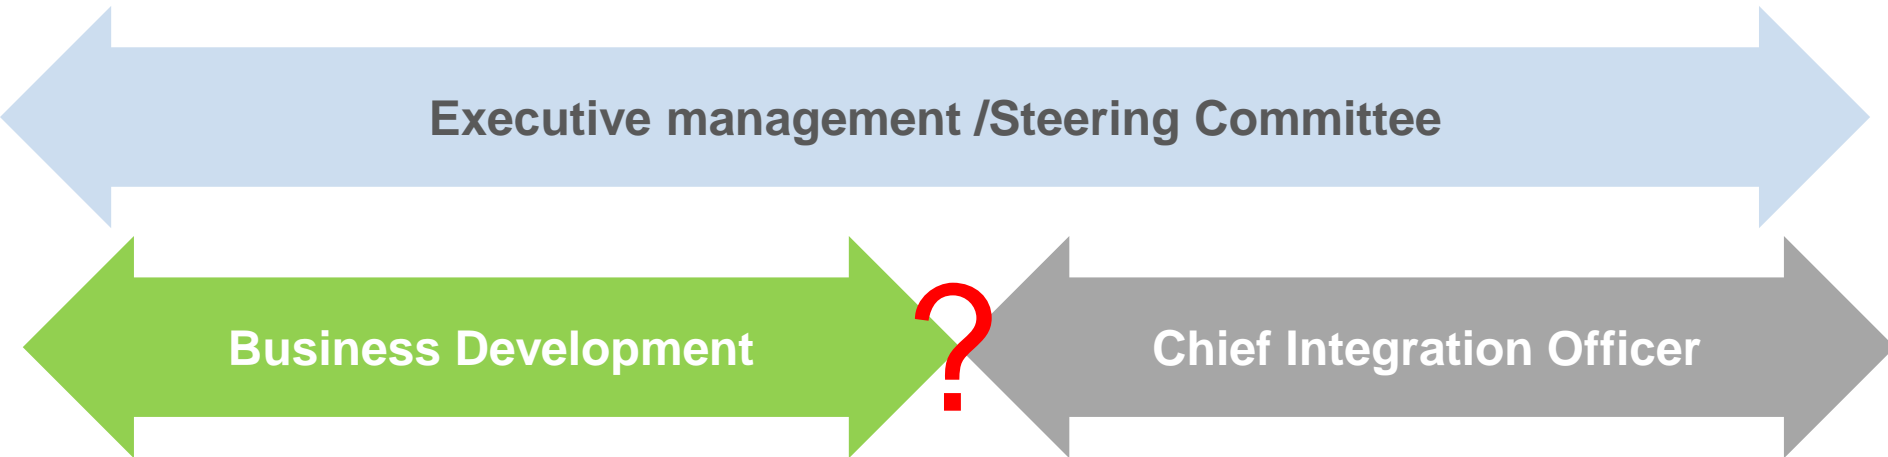 Executive management /Steering Committee
Business Development
?
Chief Integration Officer